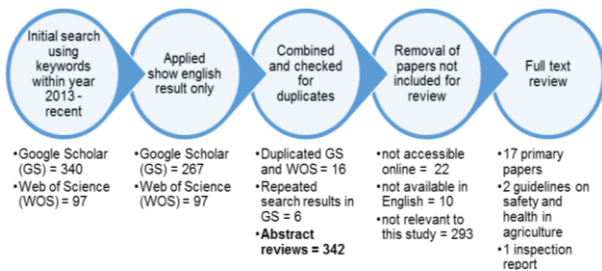 Initial search
using
keywords
within year
2013 -
recent
Applied
show english
result only
Combined
and checked
for
duplicates
Removal of
papers not
included for
review
Full text
review
•Google Scholar
(GS) = 340
•Web of Science
(WOS) = 97
•Google Scholar
(GS) = 267
•Web of Science
(WOS) = 97
•Duplicated GS
and WOS = 16
•Repeated
search results in
GS = 6
•Abstract
reviews = 342
•not accessible
online = 22
•not available in
English = 10
•not relevant to
this study = 293
•17 primary
papers
•2 guidelines on
safety and
health in
agriculture
•1 inspection
report